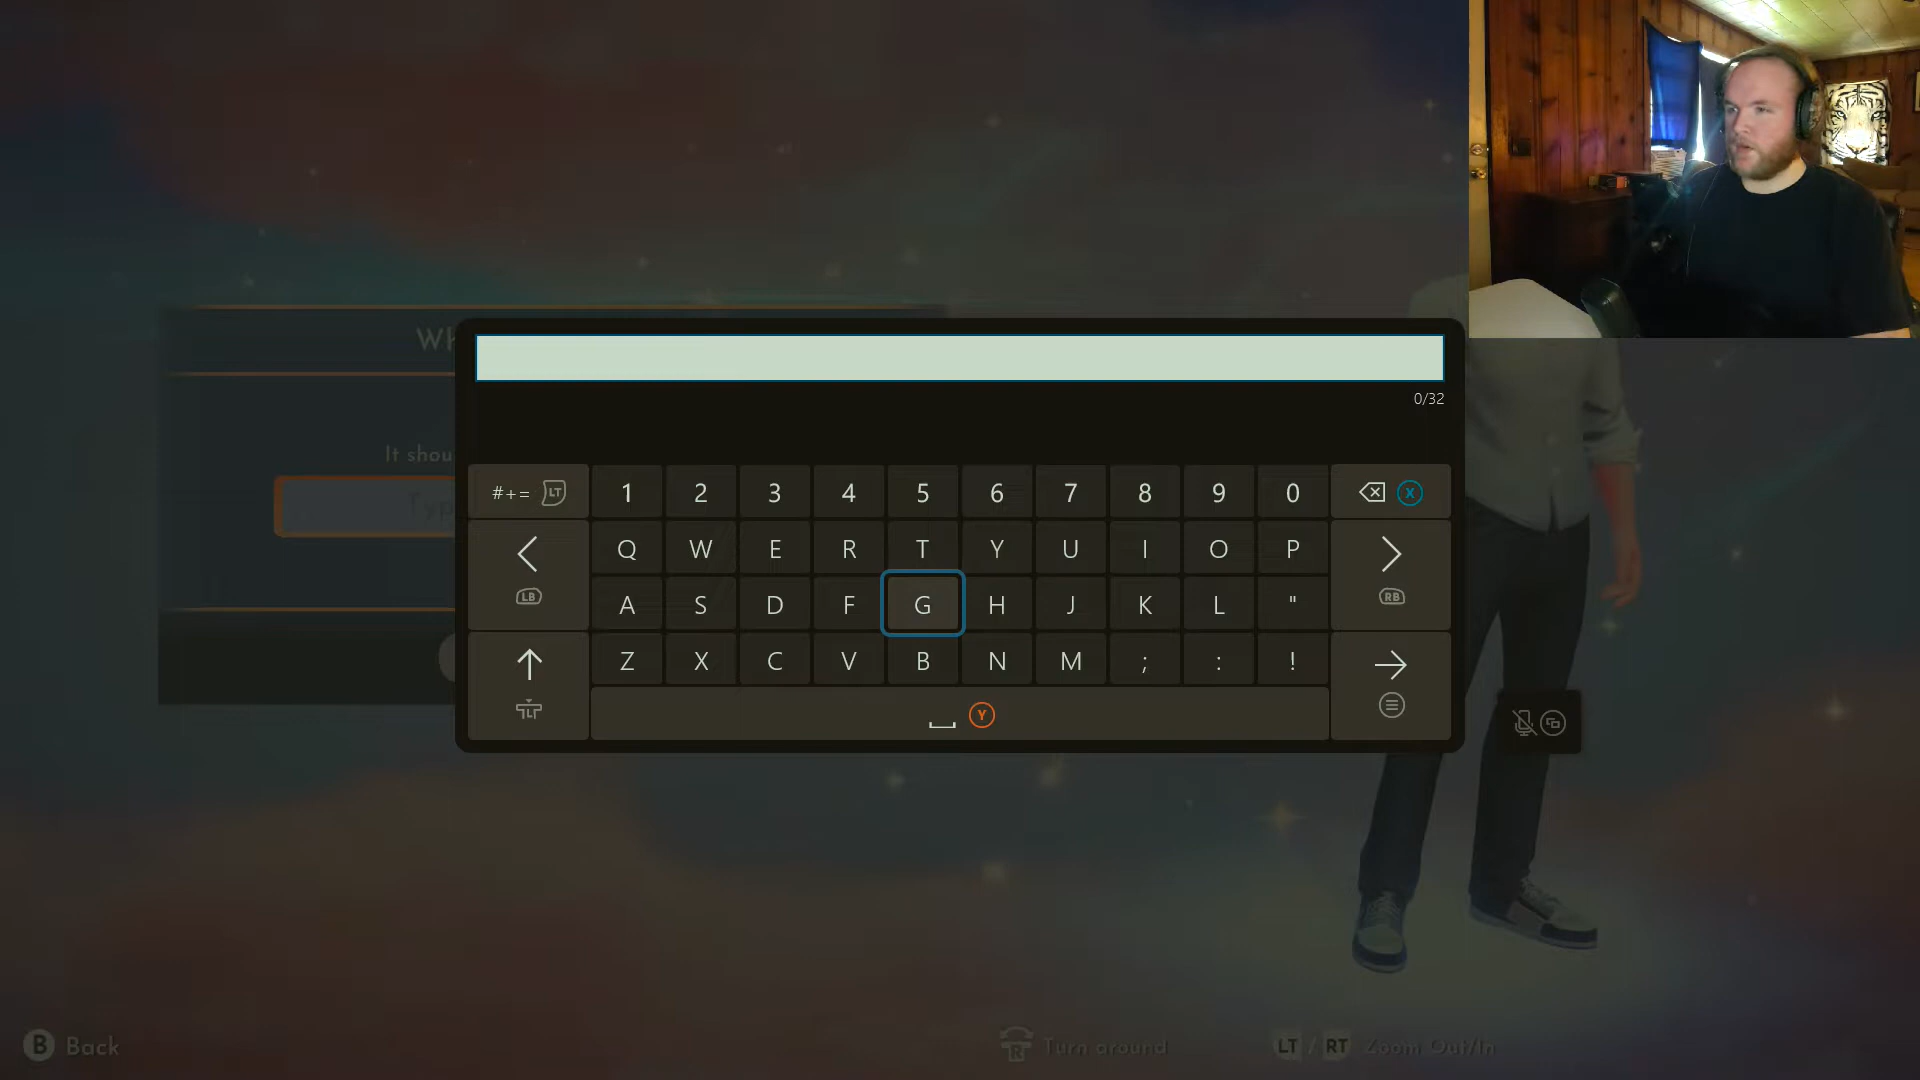 Wh
It shou
Typ
0/32
#+= LT 1 2 3 4 5 6 7 8 9 0 X
Q W E R T Y U I O P
LB A S D F G H J K L " RB
Z X C V B N M ; : !
Y
B Back
R Turn around
LT / RT Zoom Out/In